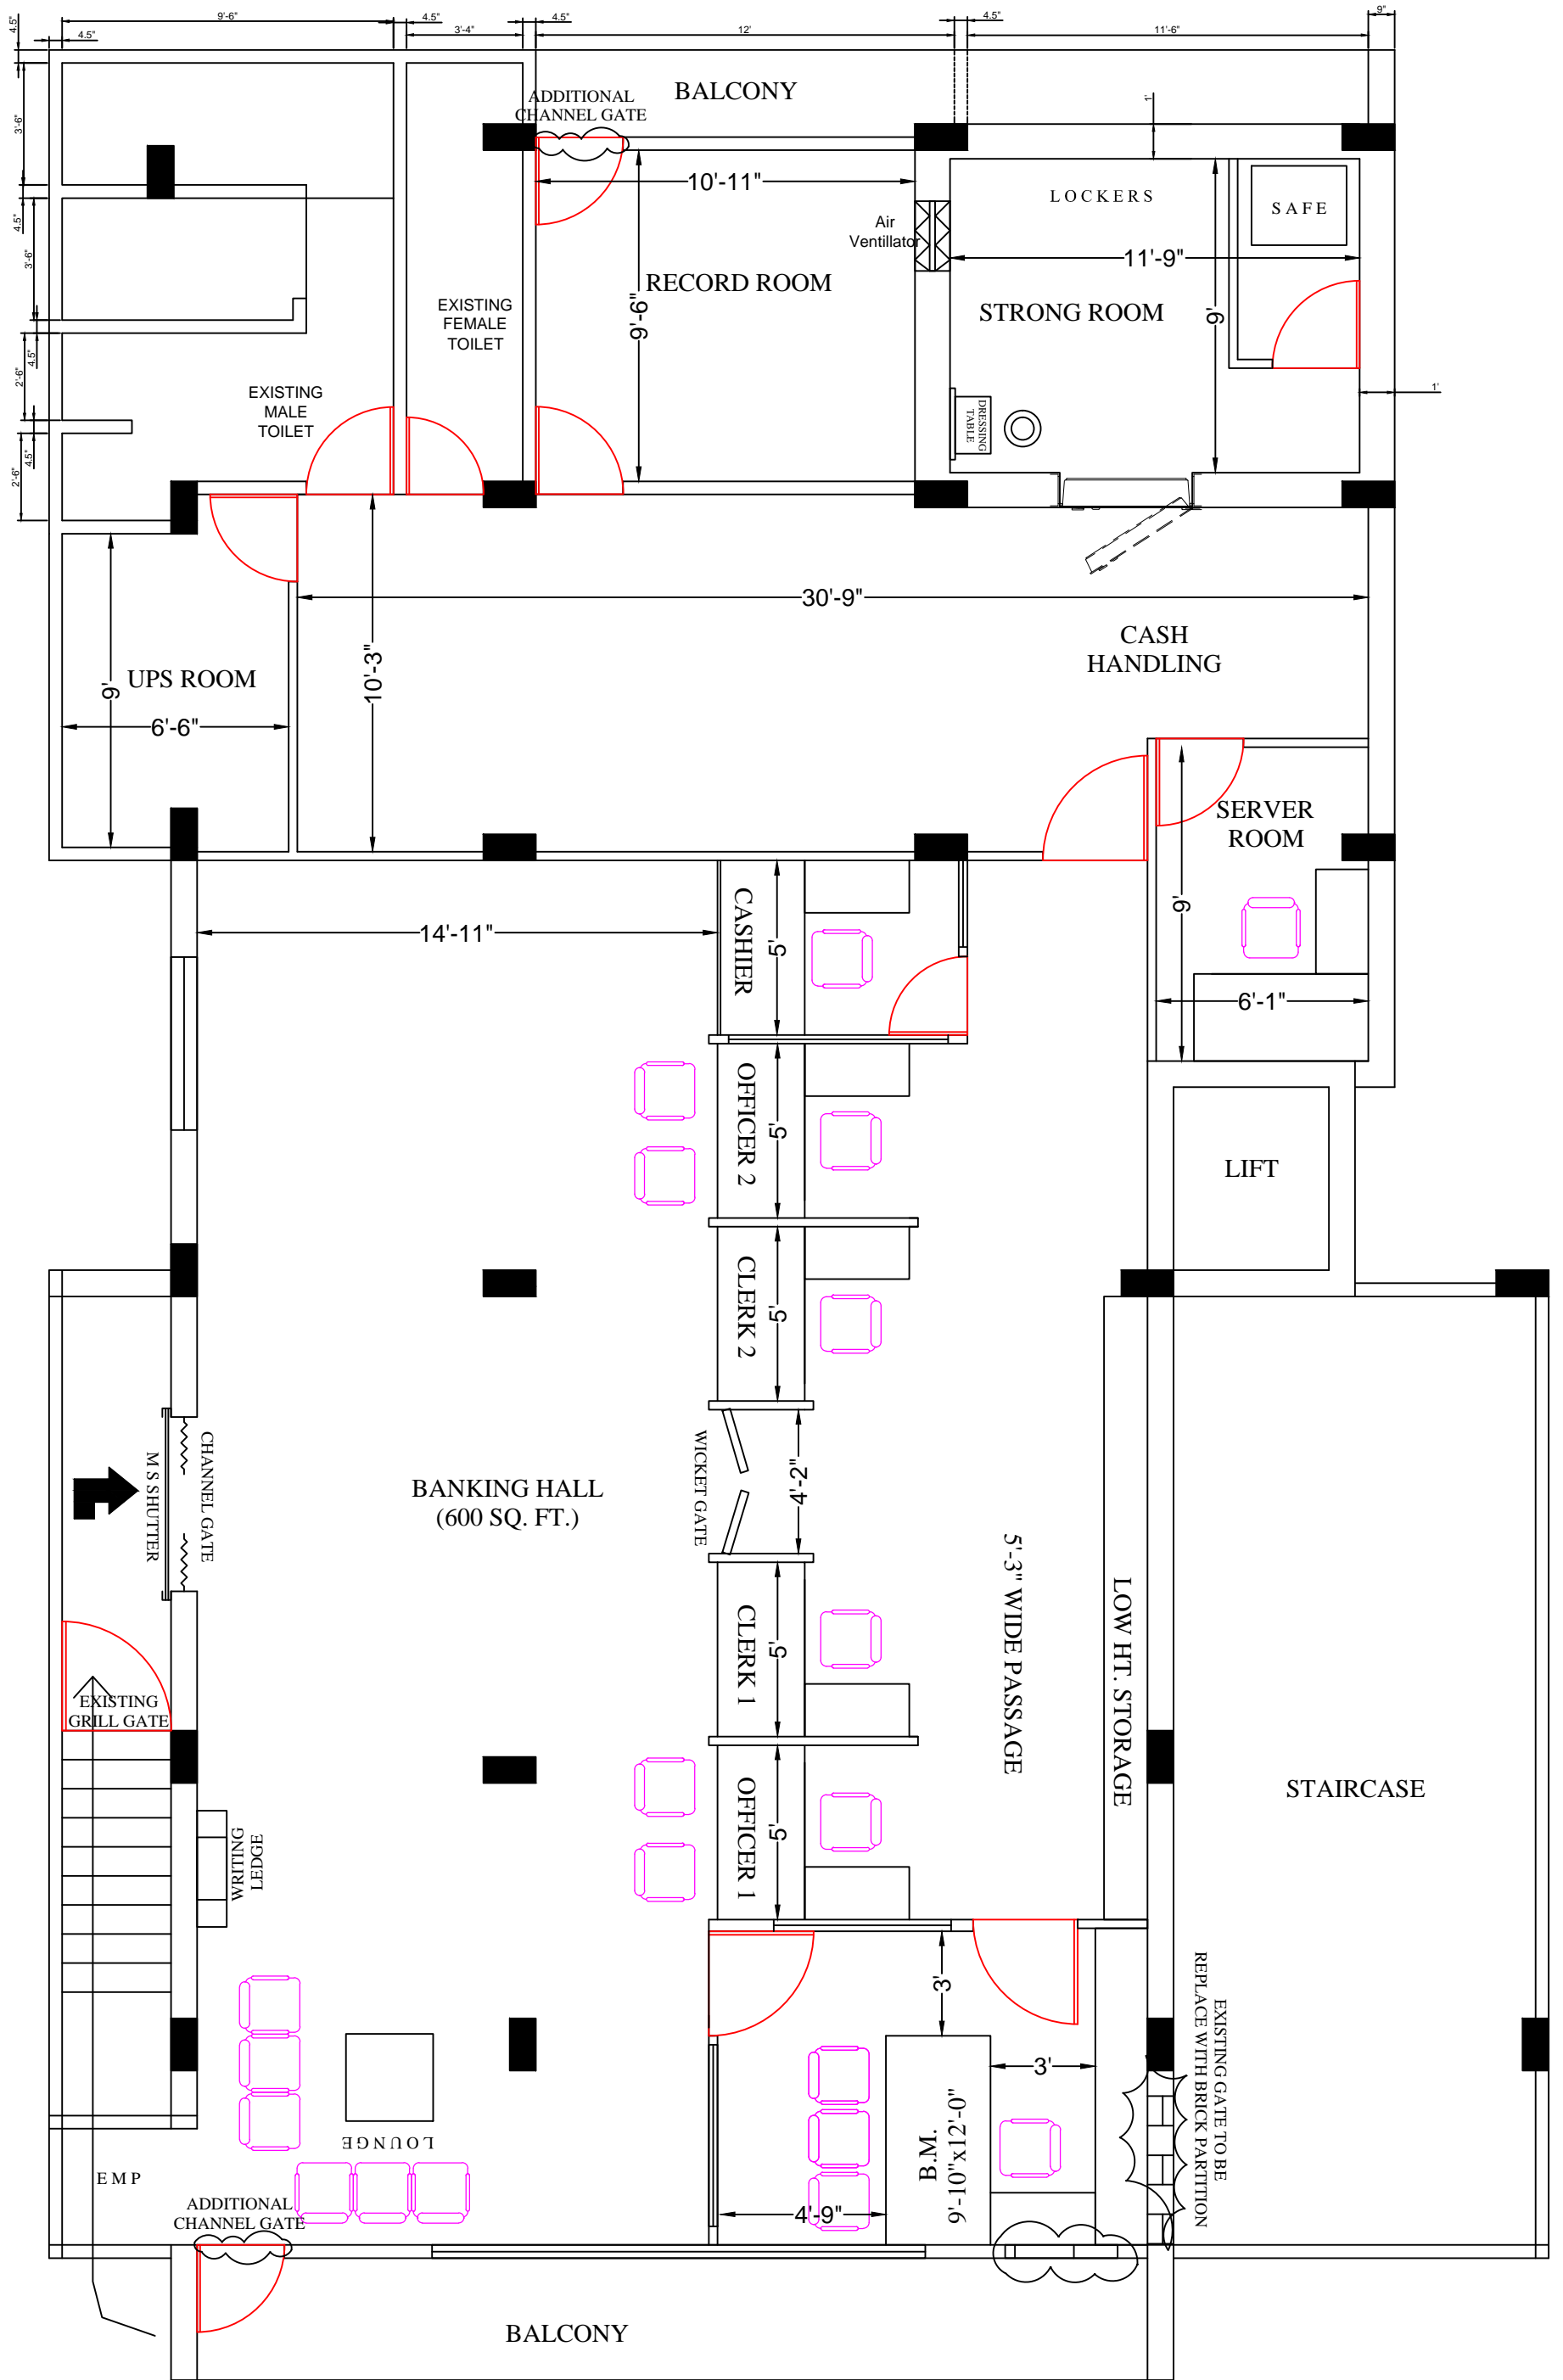 9'-6"
4.5"
4.5"
12'
4.5"
9"
4.5"
4.5"
3'-4"
11'-6"
BALCONY
ADDITIONAL
CHANNEL GATE
1'
3'-6"
10'-11"
LOCKERS
SAFE
4.5"
Air
Ventillator
3'-6"
11'-9"
RECORD ROOM
EXISTING
FEMALE
TOILET
9'-6"
STRONG ROOM
9'
4.5"
2'-6"
EXISTING
MALE
TOILET
1'
DRESSING
TABLE
4.5"
2'-6"
30'-9"
CASH
HANDLING
UPS ROOM
9'
10'-3"
6'-6"
SERVER
ROOM
9'
6'-1"
14'-11"
CASHIER
5'
OFFICER 2
5'
LIFT
CLERK 2
5'
CHANNEL GATE
M S SHUTTER
BANKING HALL
(600 SQ. FT.)
WICKET GATE
4'-2"
5'-3" WIDE PASSAGE
LOW HT. STORAGE
CLERK 1
5'
EXISTING
GRILL GATE
STAIRCASE
OFFICER 1
5'
WRITING
LEDGE
3'
3'
EXISTING GATE TO BE
REPLACE WITH BRICK PARTITION
LOUNGE
B.M.
9'-10"x12'-0"
EMP
ADDITIONAL
CHANNEL GATE
4'-9"
BALCONY